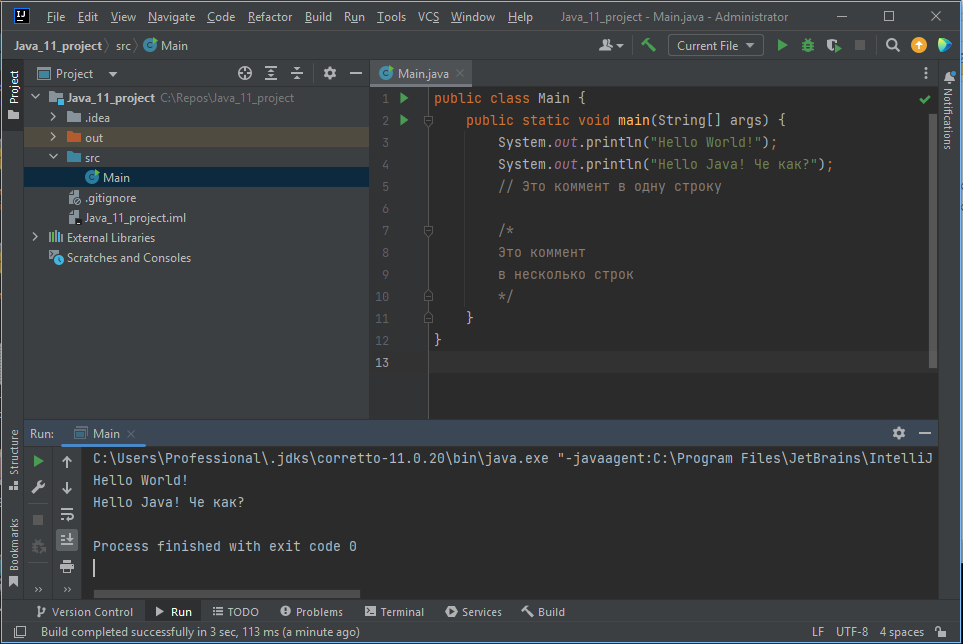 File Edit View Navigate Code Refactor Build Run Tools VCS Window Help Java_11_project - Main.java - Administrator
Java_11_project src Main
Current File
Project
Project
Main.java
Notifications
Java_11_project C:\Repos\Java_11_project
.idea
out
src
Main
.gitignore
Java_11_project.iml
External Libraries
Scratches and Consoles
1 public class Main {
2 public static void main(String[] args) {
3 System.out.println("Hello World!");
4 System.out.println("Hello Java! Че как?");
5 // Это коммент в одну строку
6
7 /*
8 Это коммент
9 в несколько строк
10 */
11 }
12 }
13
Run: Main
Structure
Bookmarks
C:\Users\Professional\.jdks\corretto-11.0.20\bin\java.exe "-javaagent:C:\Program Files\JetBrains\IntelliJ
Hello World!
Hello Java! Че как?
Process finished with exit code 0
Version Control Run TODO Problems Terminal Services Build
Build completed successfully in 3 sec, 113 ms (a minute ago) LF UTF-8 4 spaces